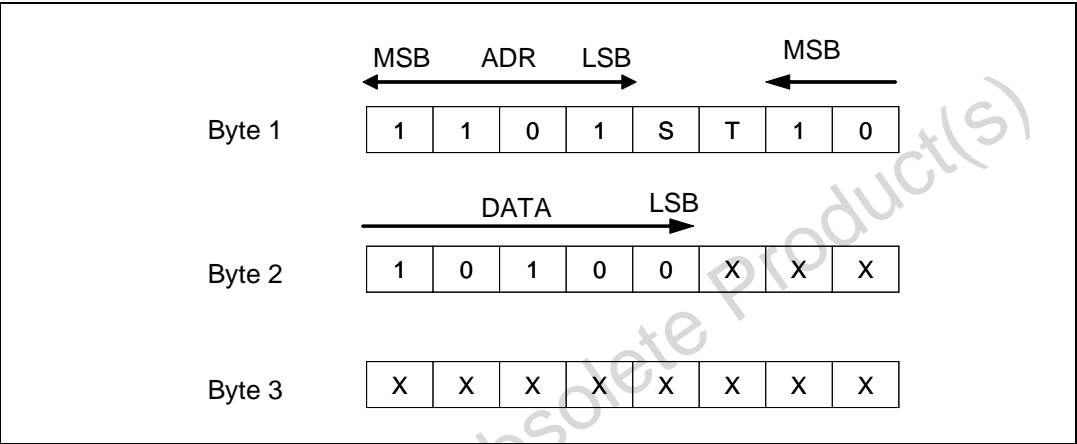 MSB ADR LSB MSB
Byte 1 1 1 0 1 S T 1 0
DATA LSB
Byte 2 1 0 1 0 0 X X X
Byte 3 X X X X X X X X
bsolete Product(s)